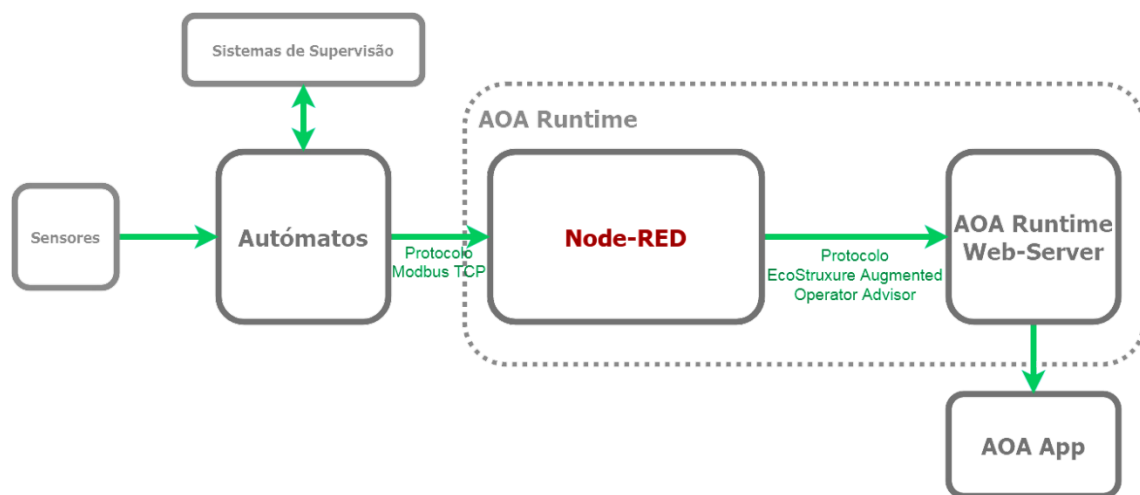 Sistemas de Supervisão
AOA Runtime
Sensores
Autómatos
Protocolo
Modbus TCP
Node-RED
Protocolo
EcoStruxure Augmented
Operator Advisor
AOA Runtime
Web-Server
AOA App